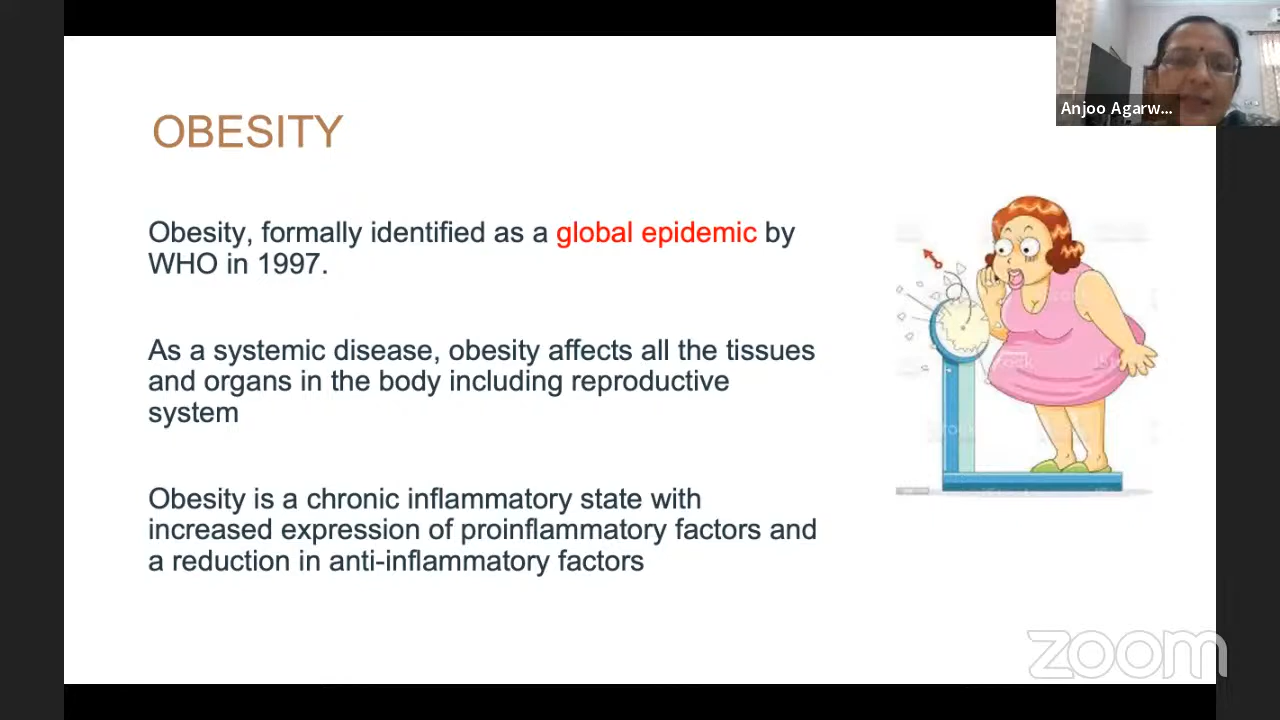 Anjoo Agarw...
OBESITY
Obesity, formally identified as a global epidemic by
WHO in 1997.
As a systemic disease, obesity affects all the tissues
and organs in the body including reproductive
system
Obesity is a chronic inflammatory state with
increased expression of proinflammatory factors and
a reduction in anti-inflammatory factors
zoom